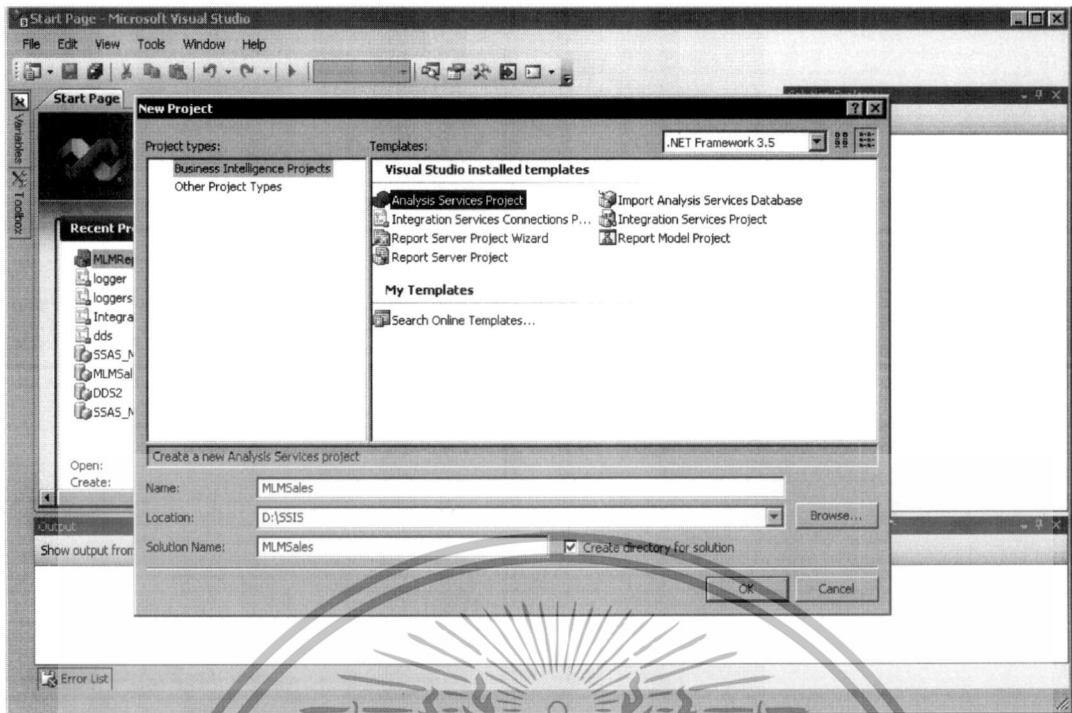 Start Page - Microsoft Visual Studio
File Edit View Tools Window Help
Variables
Toolbox
Start Page
New Project
Project types:
Templates:
.NET Framework 3.5
Business Intelligence Projects
Other Project Types
Visual Studio installed templates
Analysis Services Project
Import Analysis Services Database
Integration Services Connections P...
Integration Services Project
Report Server Project Wizard
Report Model Project
Report Server Project
My Templates
Search Online Templates...
Recent Pr
MLMRep
logger
loggers
Integra
dds
SSAS_M
MLMSal
DDS2
SSAS_M
Open:
Create:
Create a new Analysis Services project
Name: MLMSales
Location: D:\SSIS
Browse...
Solution Name: MLMSales
Create directory for solution
OK Cancel
Output
Show output from
Error List